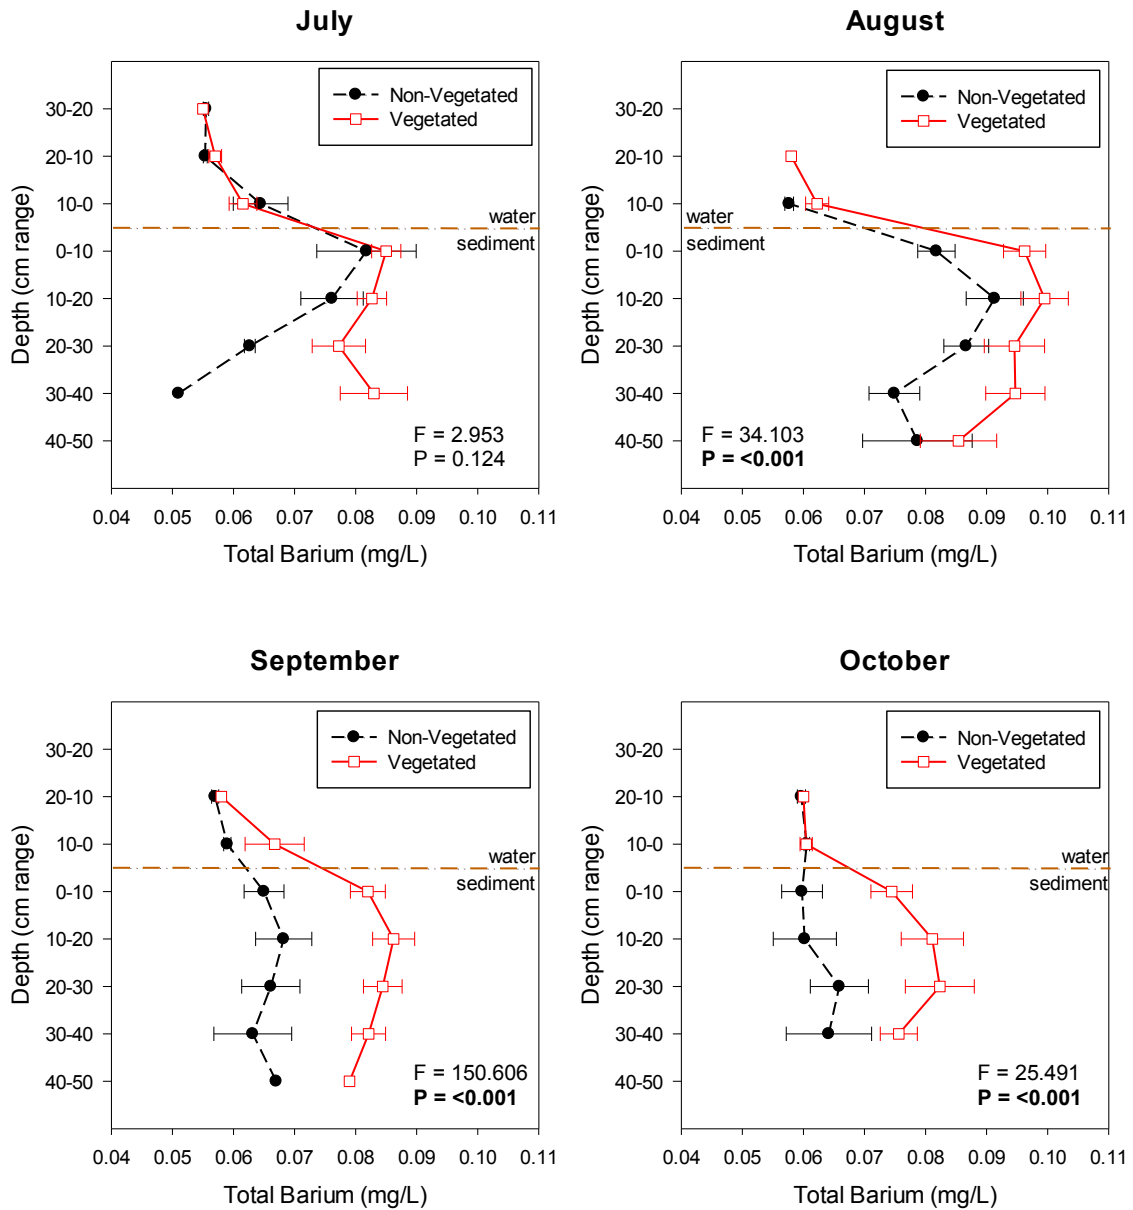 July
Non-Vegetated
Vegetated
30-20
20-10
10-0
0-10
10-20
20-30
30-40
40-50
Depth (cm range)
water
sediment
F = 2.953
P = 0.124
0.04 0.05 0.06 0.07 0.08 0.09 0.10 0.11
Total Barium (mg/L)
August
Non-Vegetated
Vegetated
30-20
20-10
10-0
0-10
10-20
20-30
30-40
40-50
Depth (cm range)
water
sediment
F = 34.103
P = <0.001
0.04 0.05 0.06 0.07 0.08 0.09 0.10 0.11
Total Barium (mg/L)
September
Non-Vegetated
Vegetated
30-20
20-10
10-0
0-10
10-20
20-30
30-40
40-50
Depth (cm range)
water
sediment
F = 150.606
P = <0.001
0.04 0.05 0.06 0.07 0.08 0.09 0.10 0.11
Total Barium (mg/L)
October
Non-Vegetated
Vegetated
30-20
20-10
10-0
0-10
10-20
20-30
30-40
40-50
Depth (cm range)
water
sediment
F = 25.491
P = <0.001
0.04 0.05 0.06 0.07 0.08 0.09 0.10 0.11
Total Barium (mg/L)